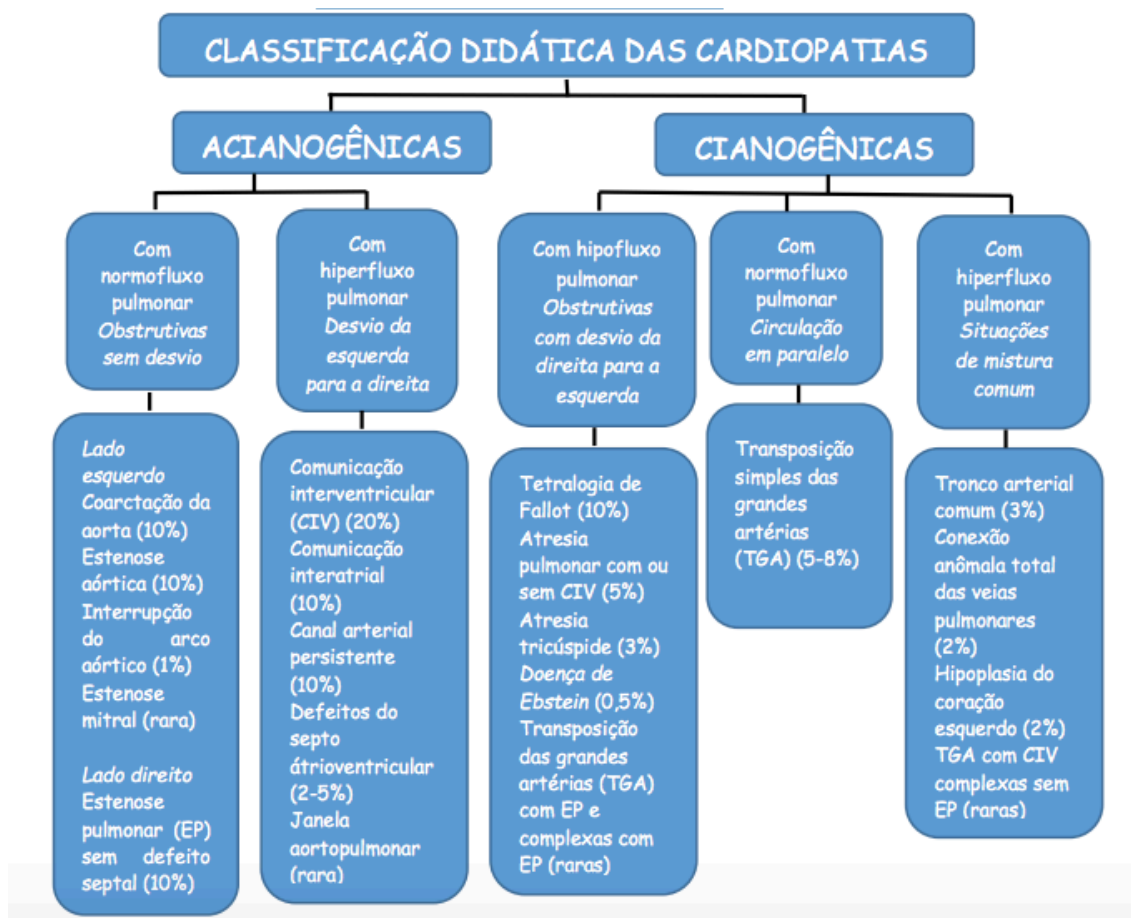 CLASSIFICAÇÃO DIDÁTICA DAS CARDIOPATIAS
ACIANOGÊNICAS
CIANOGÊNICAS
Com
normofluxo
pulmonar
Obstrutivas
sem desvio
Com
hiperfluxo
pulmonar
Desvio da
esquerda
para a direita
Com hipofluxo
pulmonar
Obstrutivas
com desvio da
direita para a
esquerda
Com
normofluxo
pulmonar
Circulação
em paralelo
Com
hiperfluxo
pulmonar
Situações
de mistura
comum
Lado
esquerdo
Coarctação da
aorta (10%)
Estenose
aórtica (10%)
Interrupção
do arco
aórtico (1%)
Estenose
mitral (rara)
Lado direito
Estenose
pulmonar (EP)
sem defeito
septal (10%)
Comunicação
interventricular
(CIV) (20%)
Comunicação
interatrial
(10%)
Canal arterial
persistente
(10%)
Defeitos do
septo
átrioventricular
(2-5%)
Janela
aortopulmonar
(rara)
Tetralogia de
Fallot (10%)
Atresia
pulmonar com ou
sem CIV (5%)
Atresia
tricúspide (3%)
Doença de
Ebstein (0,5%)
Transposição
das grandes
artérias (TGA)
com EP e
complexas com
EP (raras)
Transposição
simples das
grandes
artérias
(TGA) (5-8%)
Tronco arterial
comum (3%)
Conexão
anômala total
das veias
pulmonares
(2%)
Hipoplasia do
coração
esquerdo (2%)
TGA com CIV
complexas sem
EP (raras)